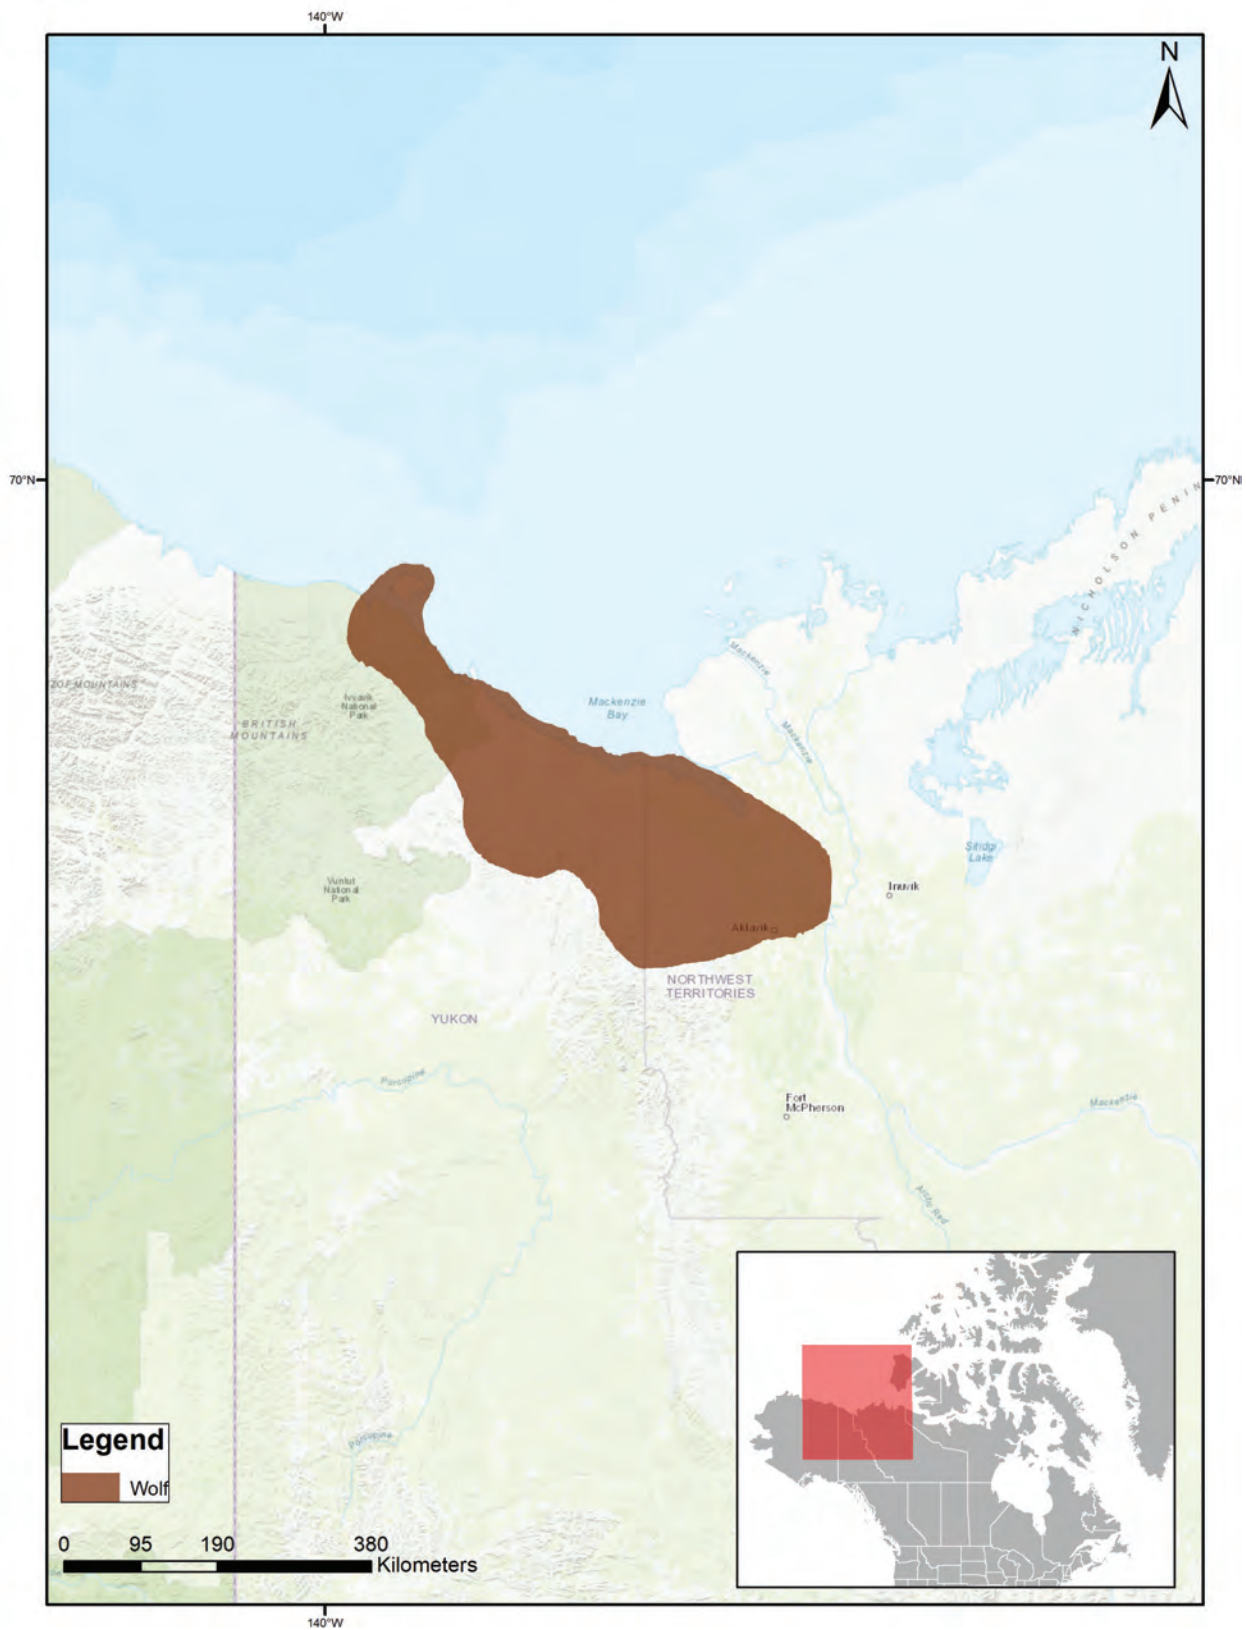 140°W
N
70°N
70°N
NICHOLSON PENIN
Mackenzie
Mackenzie
Bay
Mackenzie
ZOF MOUNTAINS
Ivvavik
National
Park
BRITISH
MOUNTAINS
Sitidgi
Lake
Vuntut
National
Park
Inuvik
Aklavik
NORTHWEST
TERRITORIES
YUKON
Porcupine
Fort
McPherson
Mackenzie
Arctic Red
Porcupine
Legend
Wolf
0 95 190 380
Kilometers
140°W